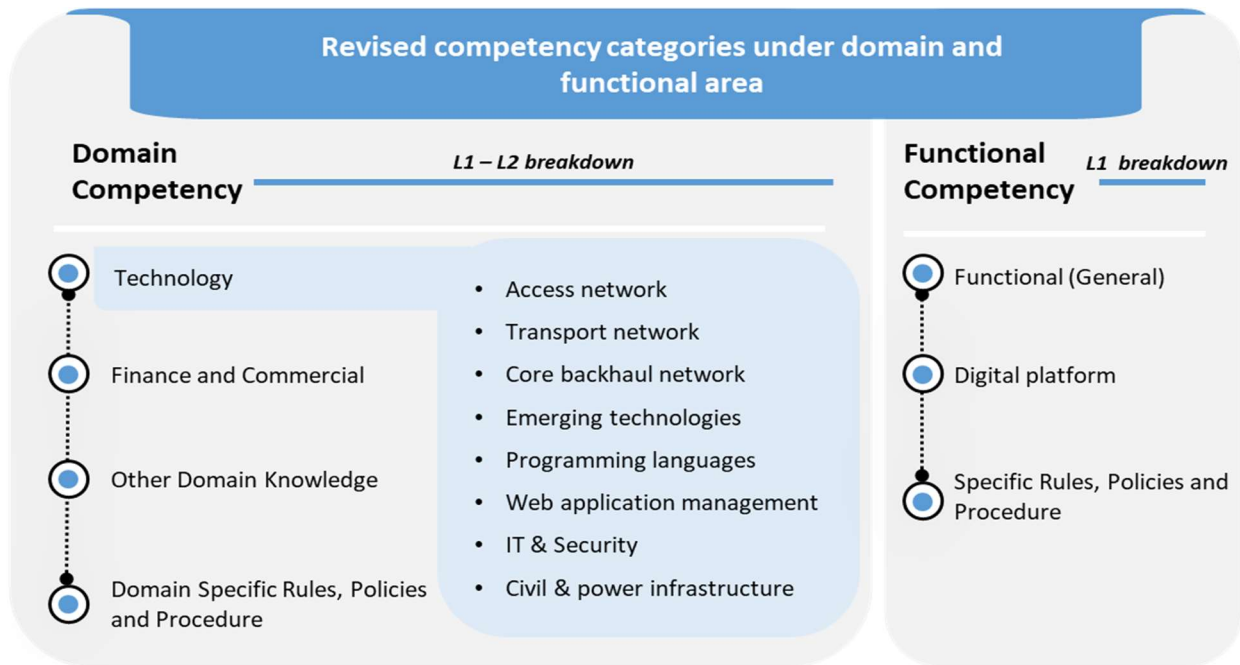 Revised competency categories under domain and
functional area
Domain
Competency
L1 – L2 breakdown
Technology
Finance and Commercial
Other Domain Knowledge
Domain Specific Rules, Policies
and Procedure
• Access network
• Transport network
• Core backhaul network
• Emerging technologies
• Programming languages
• Web application management
• IT & Security
• Civil & power infrastructure
Functional
Competency
L1 breakdown
Functional (General)
Digital platform
Specific Rules, Policies and
Procedure